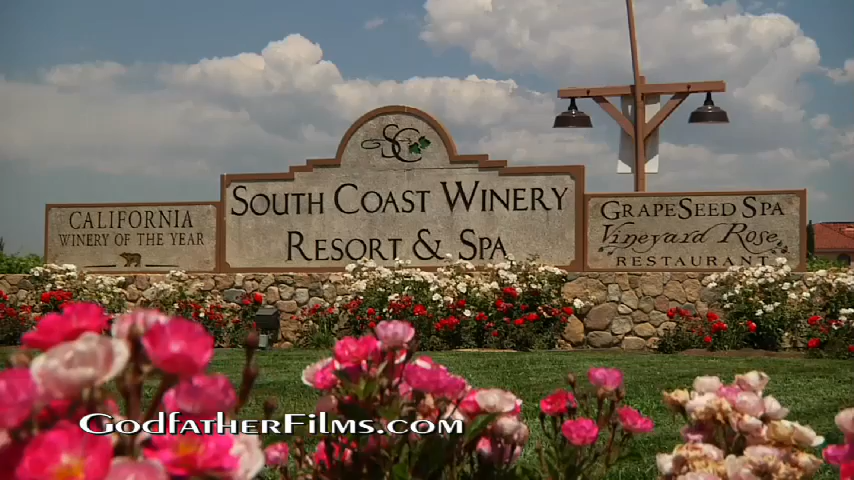 SC
CALIFORNIA
WINERY OF THE YEAR
SOUTH COAST WINERY
RESORT & SPA
GRAPESEED SPA
Vineyard Rose
RESTAURANT
GODFATHERFILMS.COM